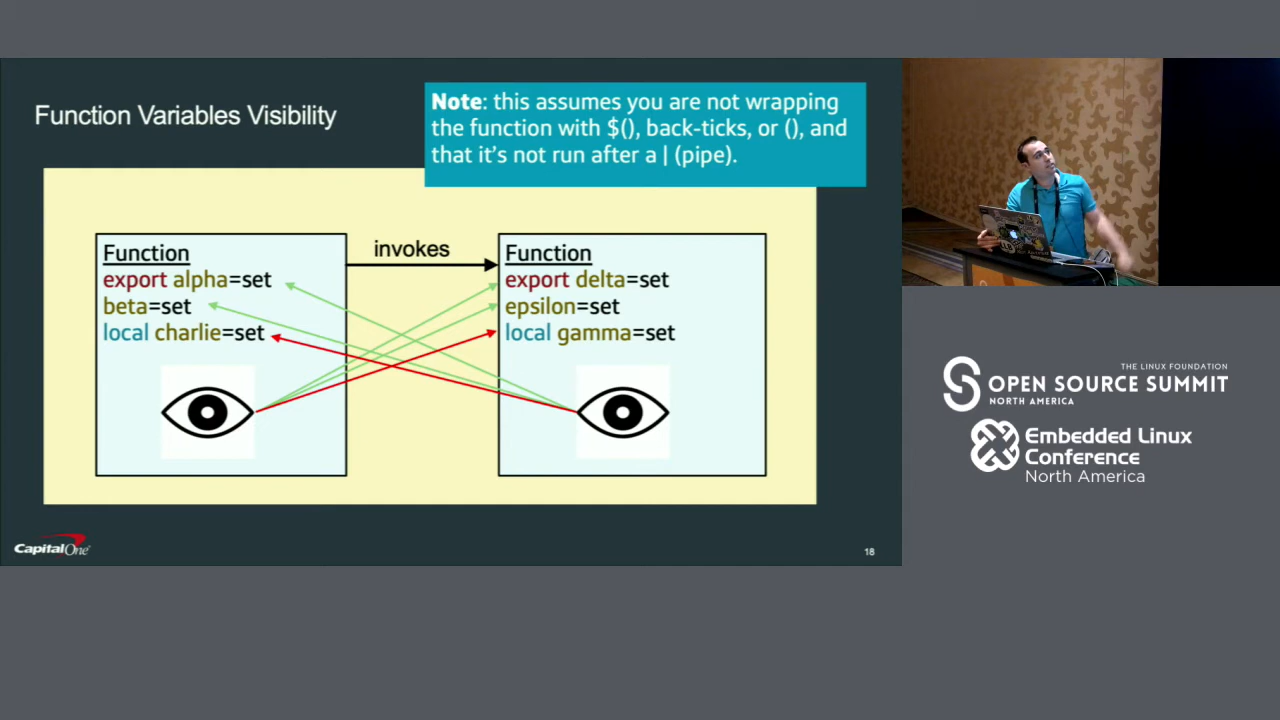 Function Variables Visibility
Note: this assumes you are not wrapping
the function with $(), back-ticks, or (), and
that it's not run after a | (pipe).
Function
export alpha=set
beta=set
local charlie=set
invokes
Function
export delta=set
epsilon=set
local gamma=set
CapitalOne
18
THE LINUX FOUNDATION
OPEN SOURCE SUMMIT
NORTH AMERICA
Embedded Linux
Conference
North America